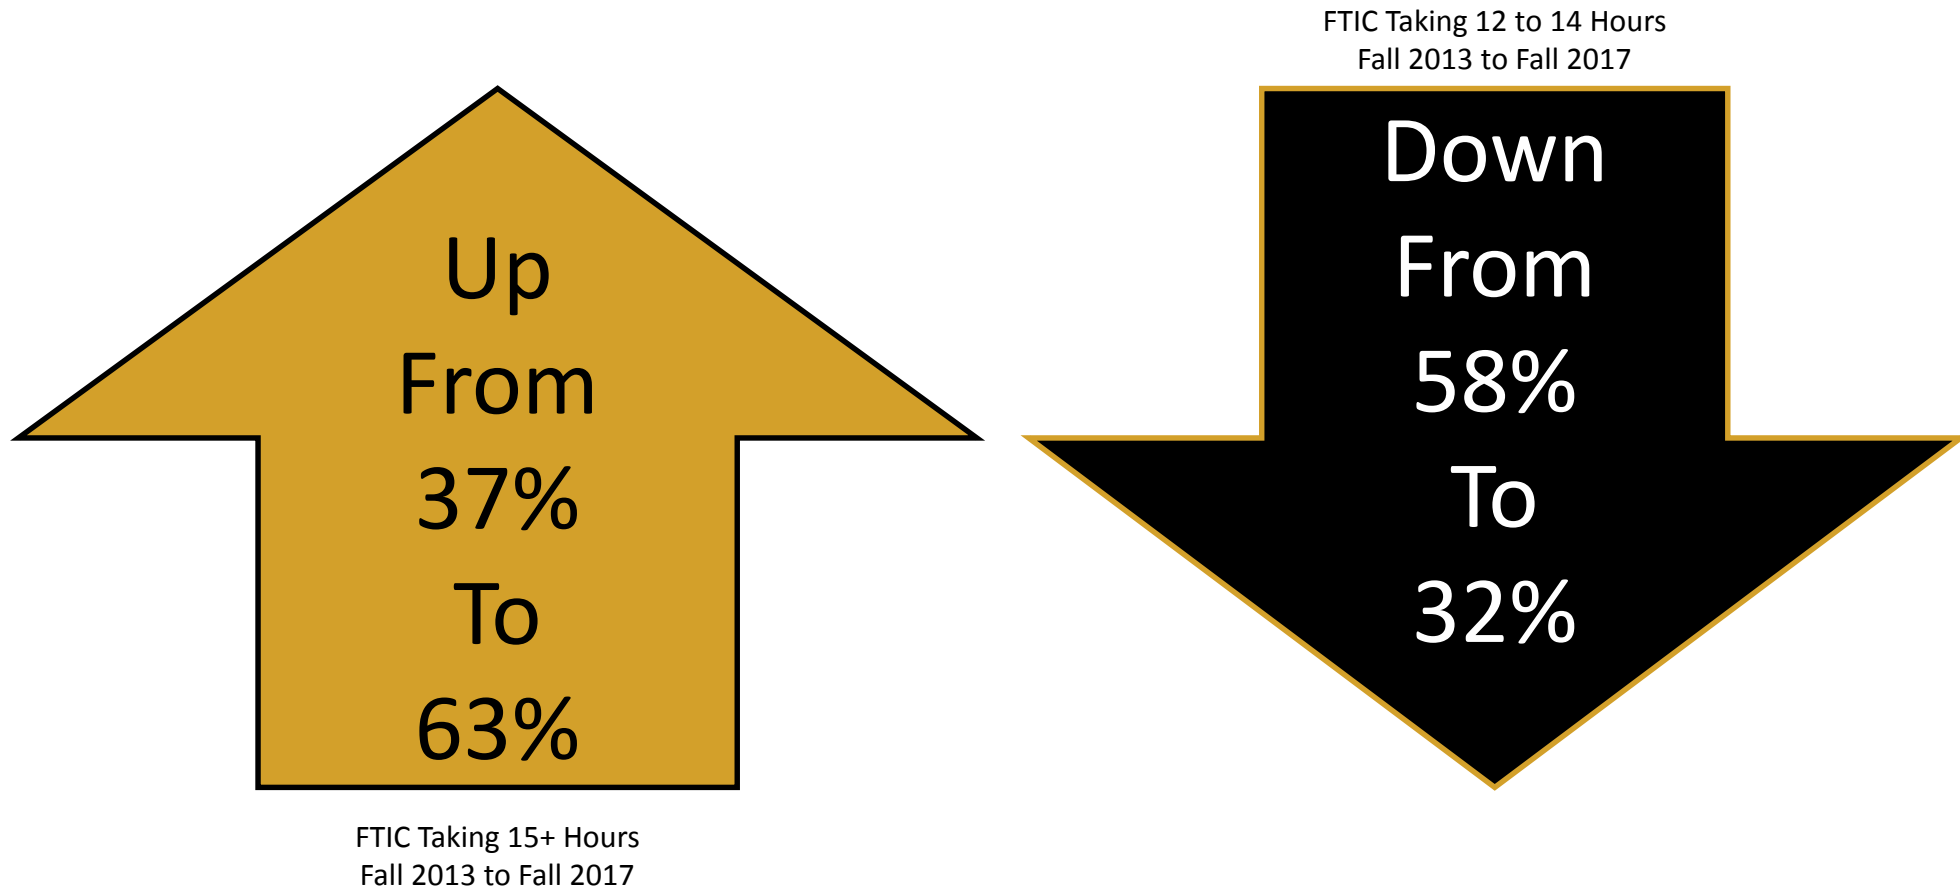 Up
From
37%
To
63%
FTIC Taking 15+ Hours
Fall 2013 to Fall 2017
FTIC Taking 12 to 14 Hours
Fall 2013 to Fall 2017
Down
From
58%
To
32%